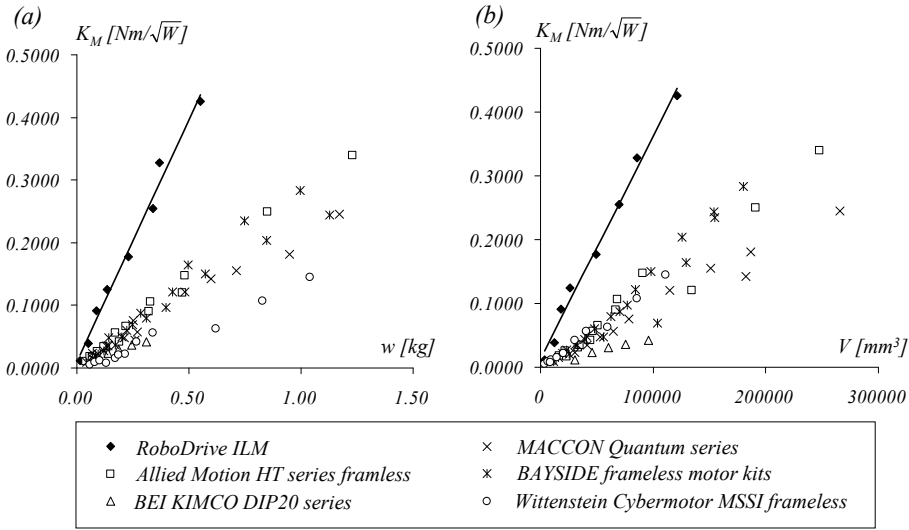 (a)
K_M [Nm/√W]
0.5000
0.4000
0.3000
0.2000
0.1000
0.0000
0.00 0.50 1.00 1.50
w [kg]
(b)
K_M [Nm/√W]
0.5000
0.4000
0.3000
0.2000
0.1000
0.0000
0 100000 200000 300000
V [mm³]
RoboDrive ILM
Allied Motion HT series framless
BEI KIMCO DIP20 series
MACCON Quantum series
BAYSIDE frameless motor kits
Wittenstein Cybermotor MSSI frameless